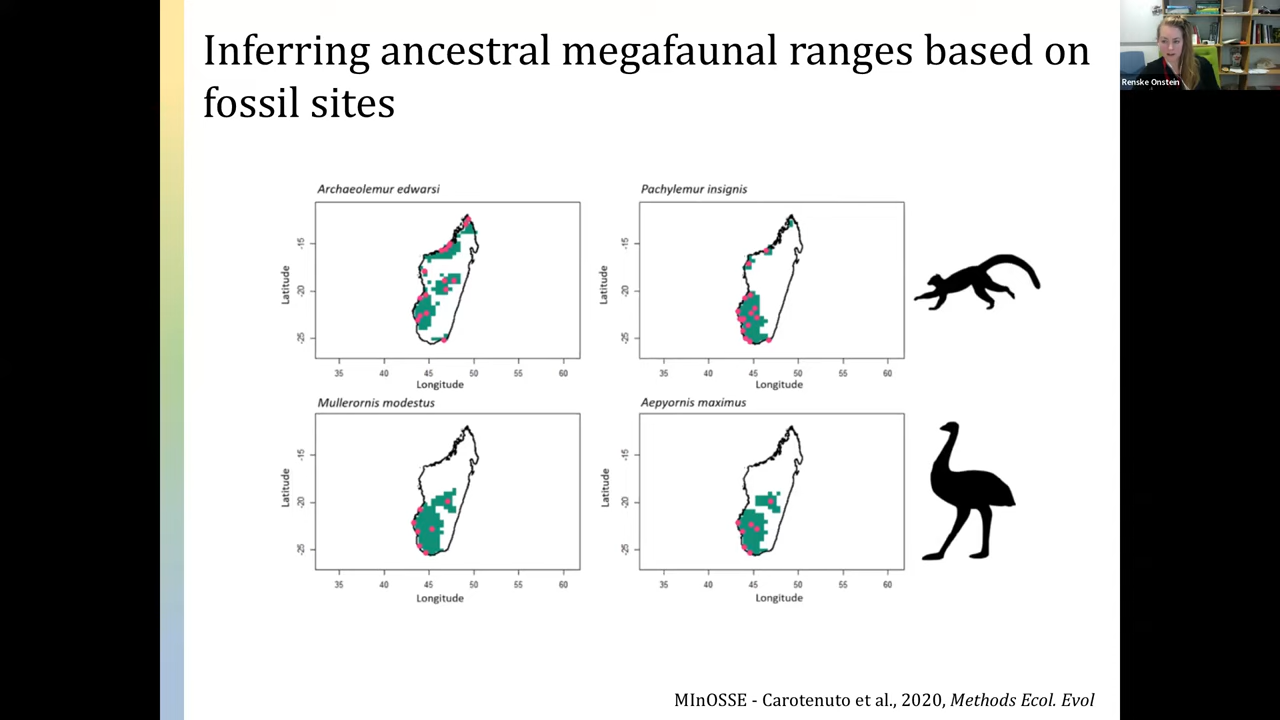 Inferring ancestral megafaunal ranges based on
fossil sites
Renske Onstein
Archaeolemur edwarsi
Pachylemur insignis
-15
-20
-25
Latitude
35 40 45 50 55 60
Longitude
-15
-20
-25
Latitude
35 40 45 50 55 60
Longitude
Mullerornis modestus
Aepyornis maximus
-15
-20
-25
Latitude
35 40 45 50 55 60
Longitude
-15
-20
-25
Latitude
35 40 45 50 55 60
Longitude
MInOSSE - Carotenuto et al., 2020, Methods Ecol. Evol